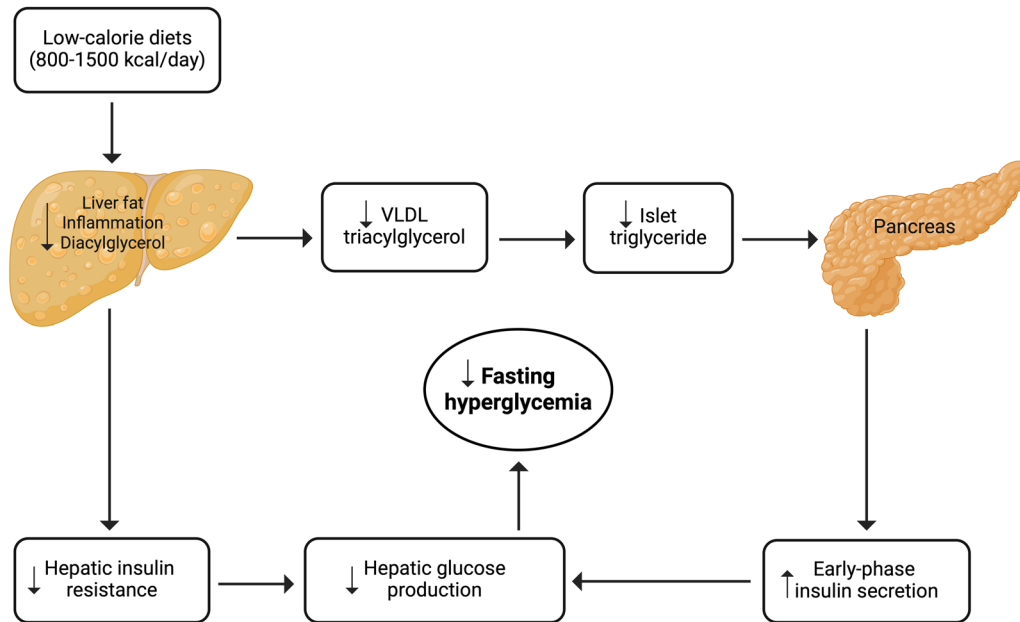 Low-calorie diets
(800-1500 kcal/day)
Liver fat
Inflammation
Diacylglycerol
VLDL
triacylglycerol
Islet
triglyceride
Pancreas
Fasting
hyperglycemia
Hepatic insulin
resistance
Hepatic glucose
production
Early-phase
insulin secretion